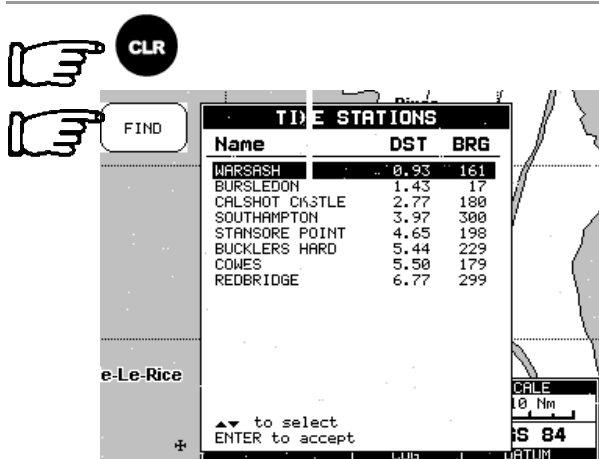 CLR
FIND
TIDE STATIONS
Name DST BRG
WARSASH 0.93 161
BURSLEDON 1.43 17
CALSHOT CASTLE 2.77 180
SOUTHAMPTON 3.97 300
STANSORE POINT 4.65 198
BUCKLERS HARD 5.44 229
COWES 5.50 179
REDBRIDGE 6.77 299
e-Le-Rice
▲▼ to select
ENTER to accept
CALE
10 Nm
GS 84
DATUM